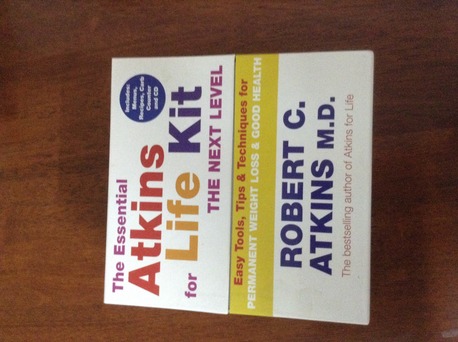 The Essential
Atkins
for Life Kit
THE NEXT LEVEL
Includes:
Menus,
Recipes, Carb
Counter
and CD
Easy Tools, Tips & Techniques for
PERMANENT WEIGHT LOSS & GOOD HEALTH
ROBERT C.
ATKINS M.D.
The bestselling author of Atkins for Life